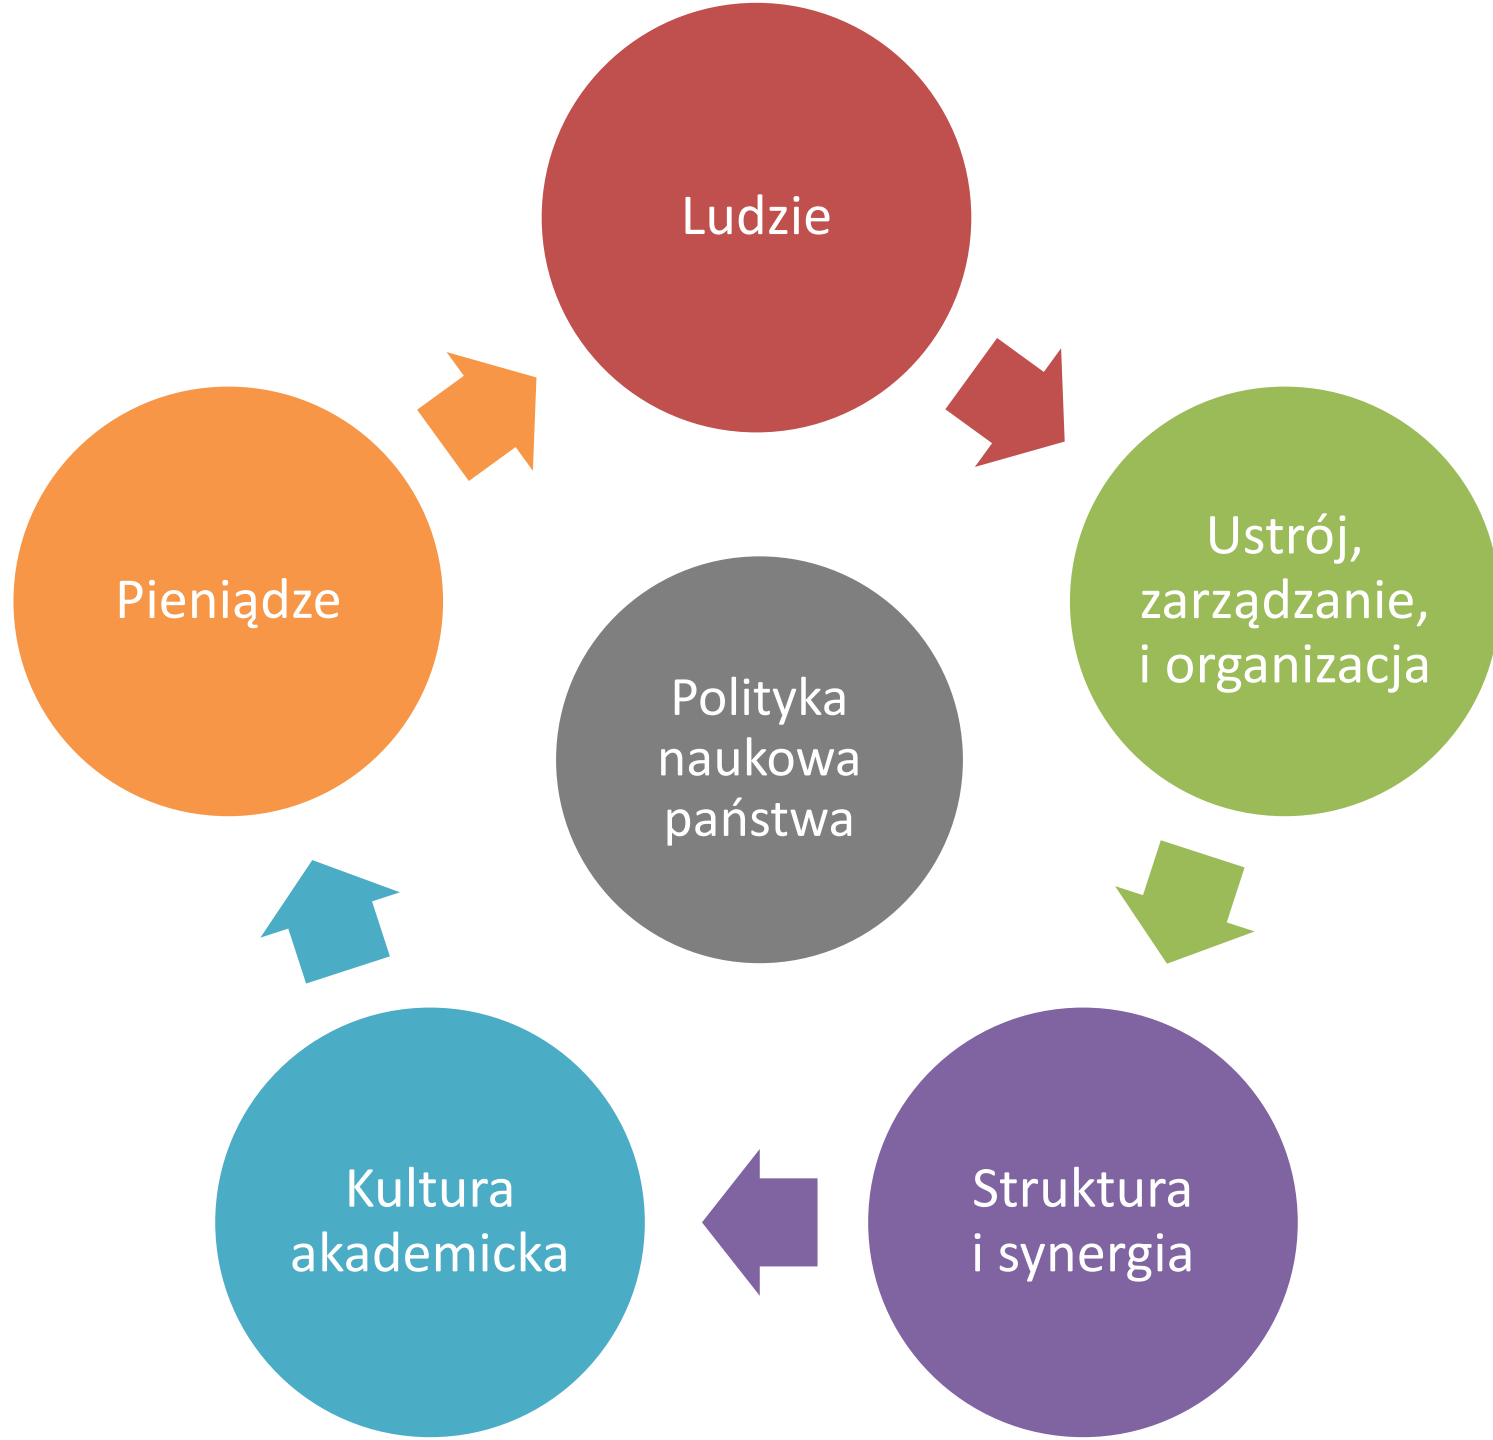 Ludzie
Ustrój,
zarządzanie,
i organizacja
Struktura
i synergia
Kultura
akademicka
Pieniądze
Polityka
naukowa
państwa